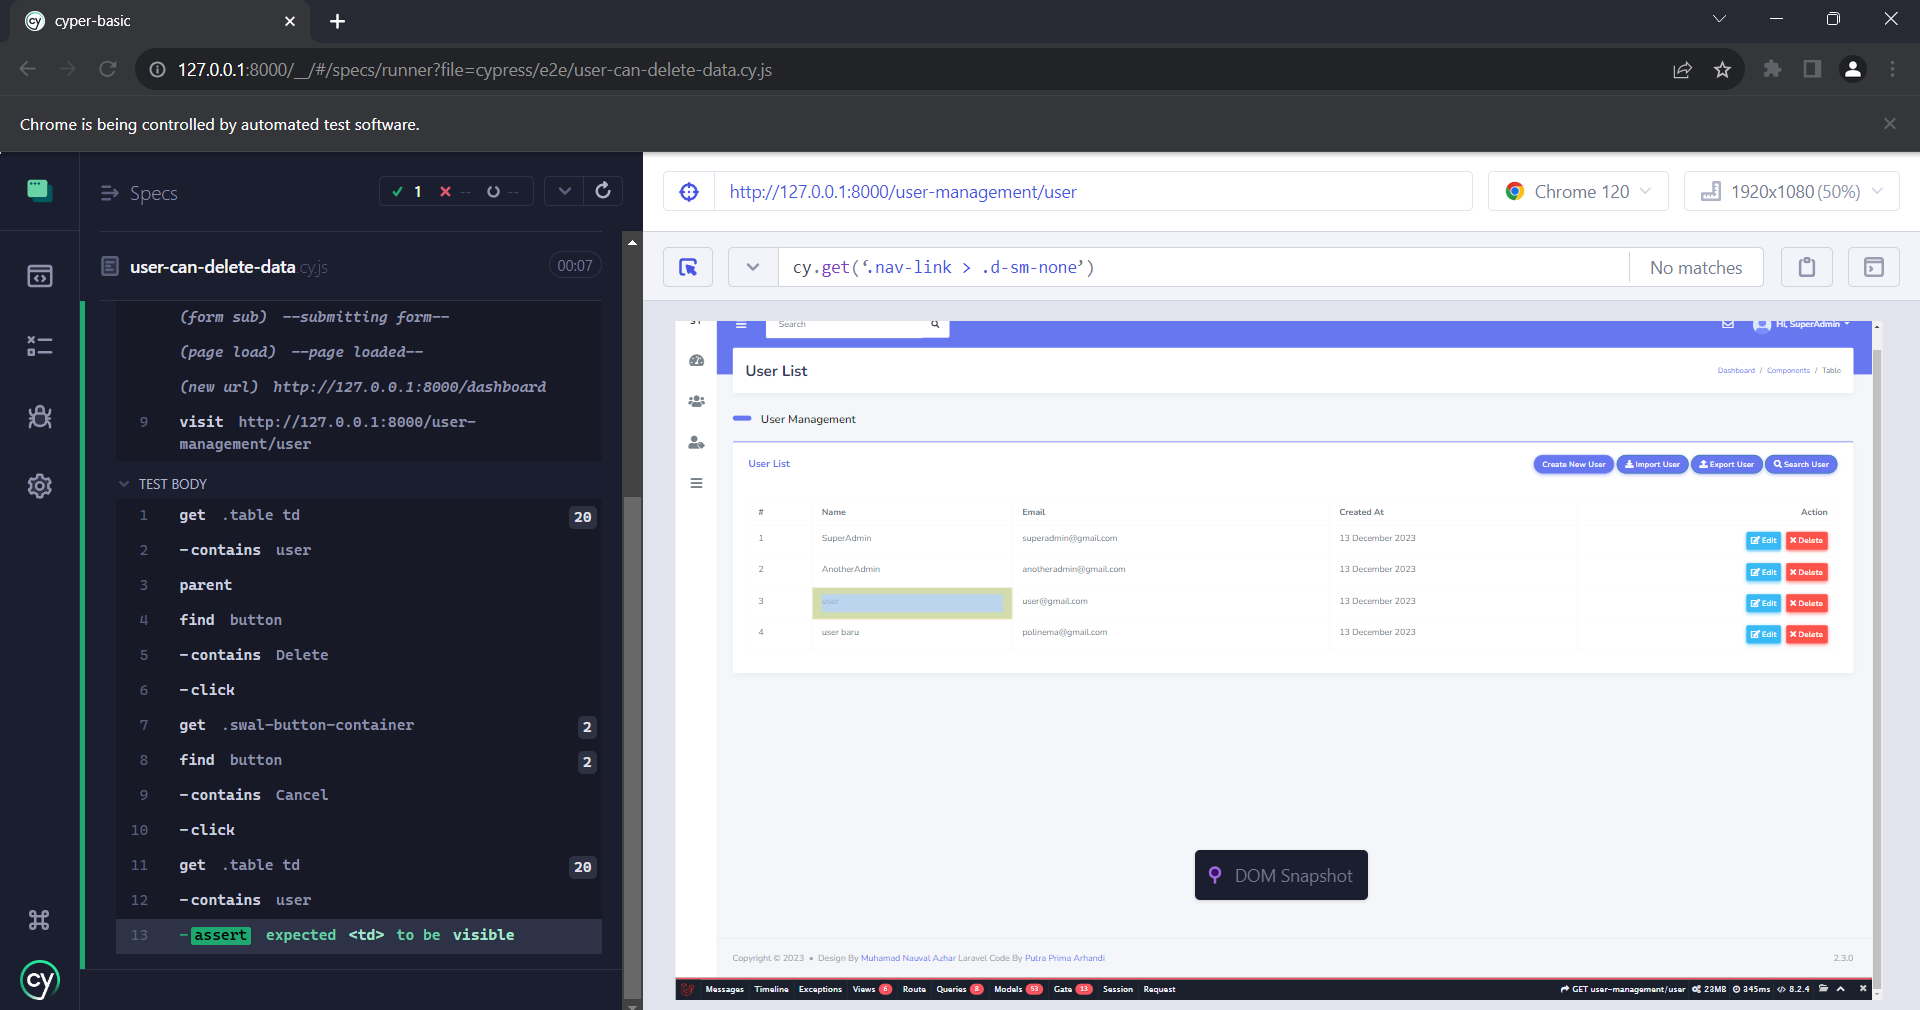 cy cyper-basic
127.0.0.1:8000/__/#/specs/runner?file=cypress/e2e/user-can-delete-data.cy.js
Chrome is being controlled by automated test software.
Specs
1 -- --
user-can-delete-data.cy.js 00:07
(form sub) --submitting form--
(page load) --page loaded--
(new url) http://127.0.0.1:8000/dashboard
9 visit http://127.0.0.1:8000/user-
management/user
TEST BODY
1 get .table td 20
2 -contains user
3 parent
4 find button
5 -contains Delete
6 -click
7 get .swal-button-container 2
8 find button 2
9 -contains Cancel
10 -click
11 get .table td 20
12 -contains user
13 -assert expected <td> to be visible
cy
http://127.0.0.1:8000/user-management/user
Chrome 120
1920x1080 (50%)
cy.get(‘.nav-link > .d-sm-none’)
No matches
ST
Search
Hi, SuperAdmin
User List
Dashboard / Components / Table
User Management
User List
Create New User Import User Export User Search User
# Name Email Created At Action
1 SuperAdmin superadmin@gmail.com 13 December 2023 Edit Delete
2 AnotherAdmin anotheradmin@gmail.com 13 December 2023 Edit Delete
3 user user@gmail.com 13 December 2023 Edit Delete
4 user baru polinema@gmail.com 13 December 2023 Edit Delete
DOM Snapshot
Copyright © 2023 • Design By Muhamad Nauval Azhar Laravel Code By Putra Prima Arhandi
2.3.0
Messages Timeline Exceptions Views 6 Route Queries 8 Models 53 Gate 13 Session Request
GET user-management/user 23MB 345ms 8.2.4